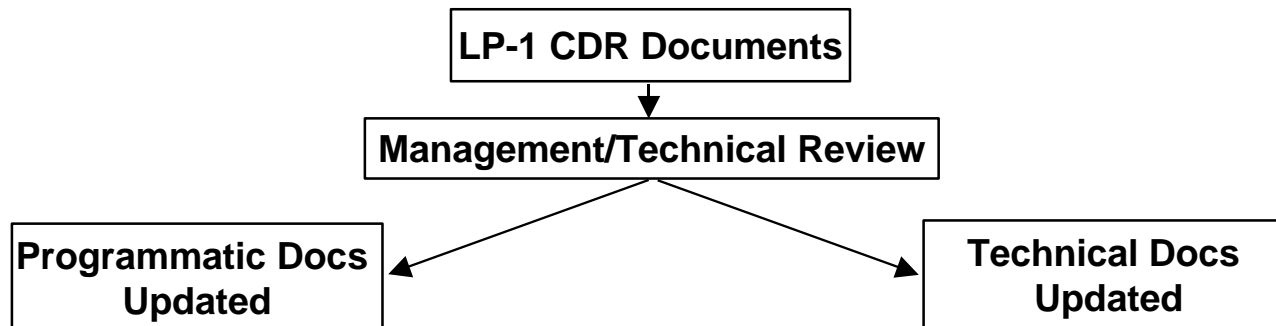 LP-1 CDR Documents
Management/Technical Review
Programmatic Docs
Updated
Technical Docs
Updated